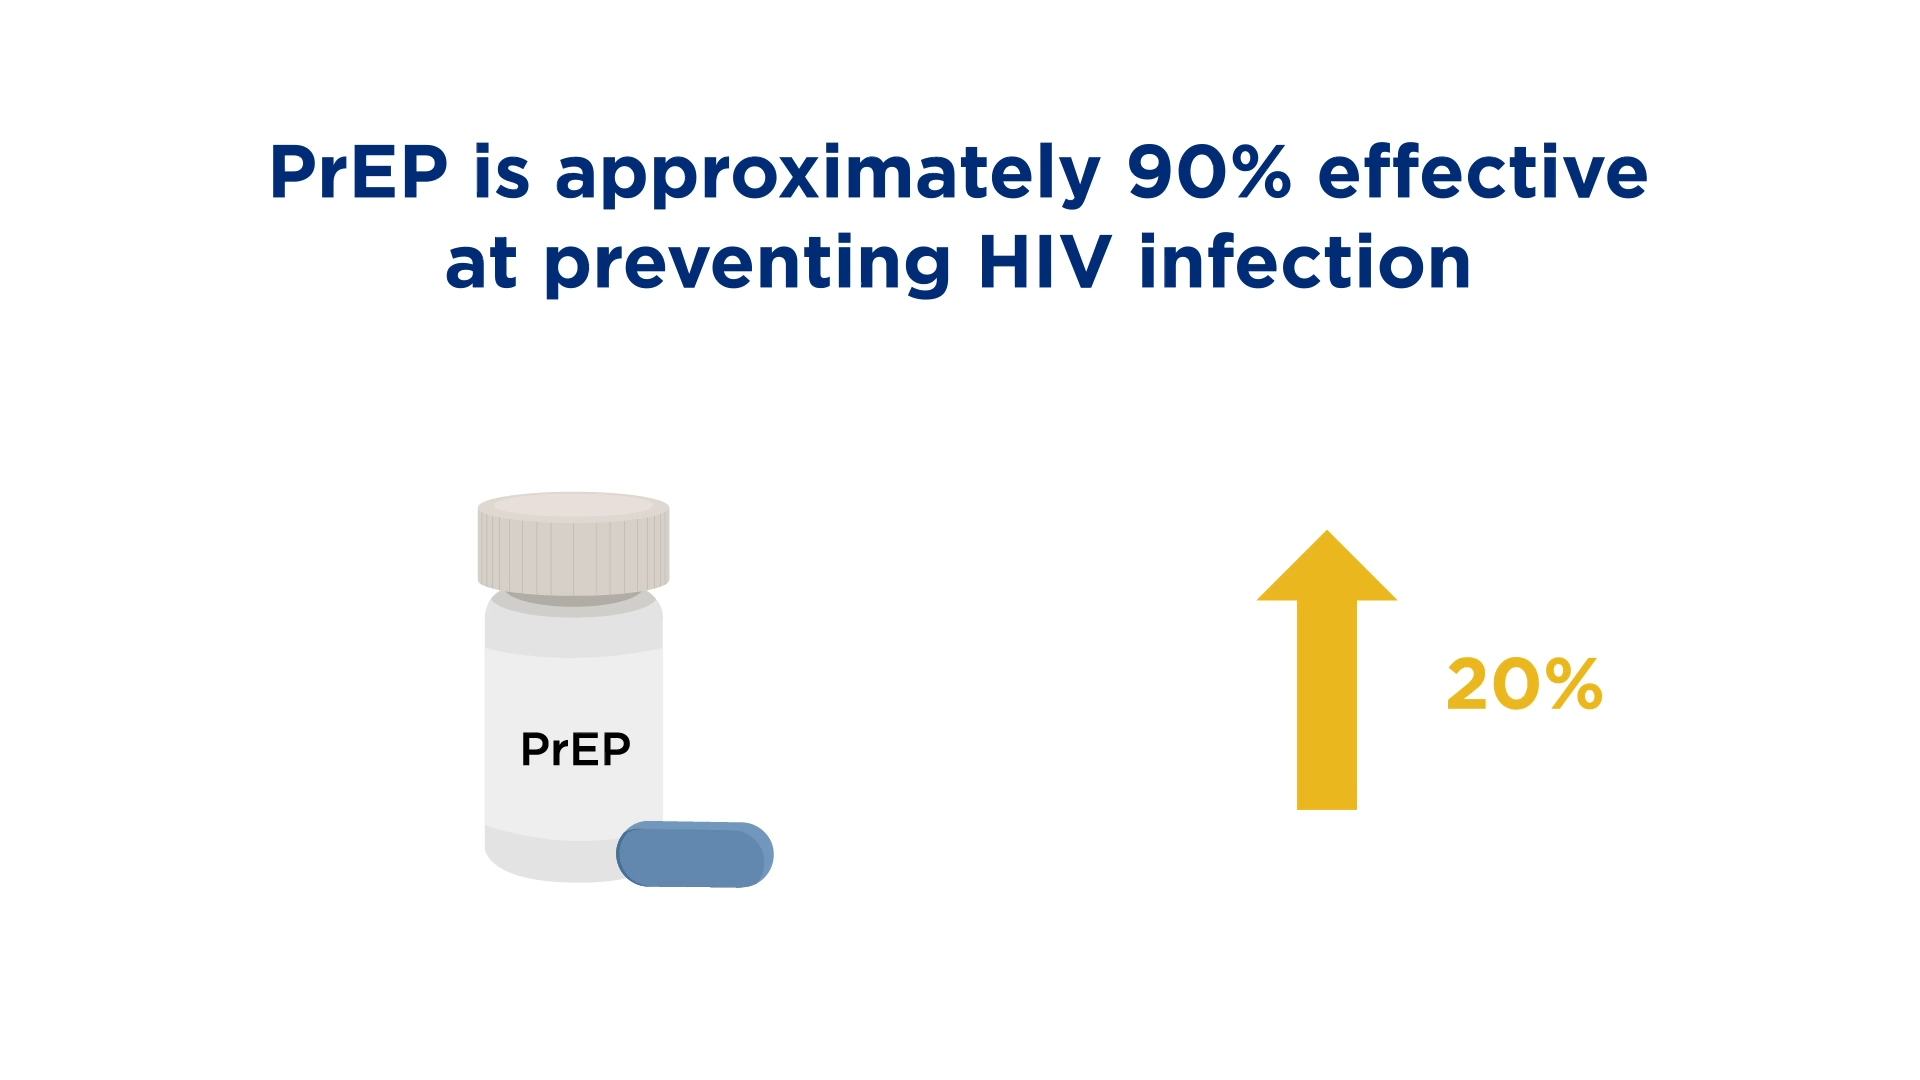 PrEP is approximately 90% effective
at preventing HIV infection
PrEP
20%